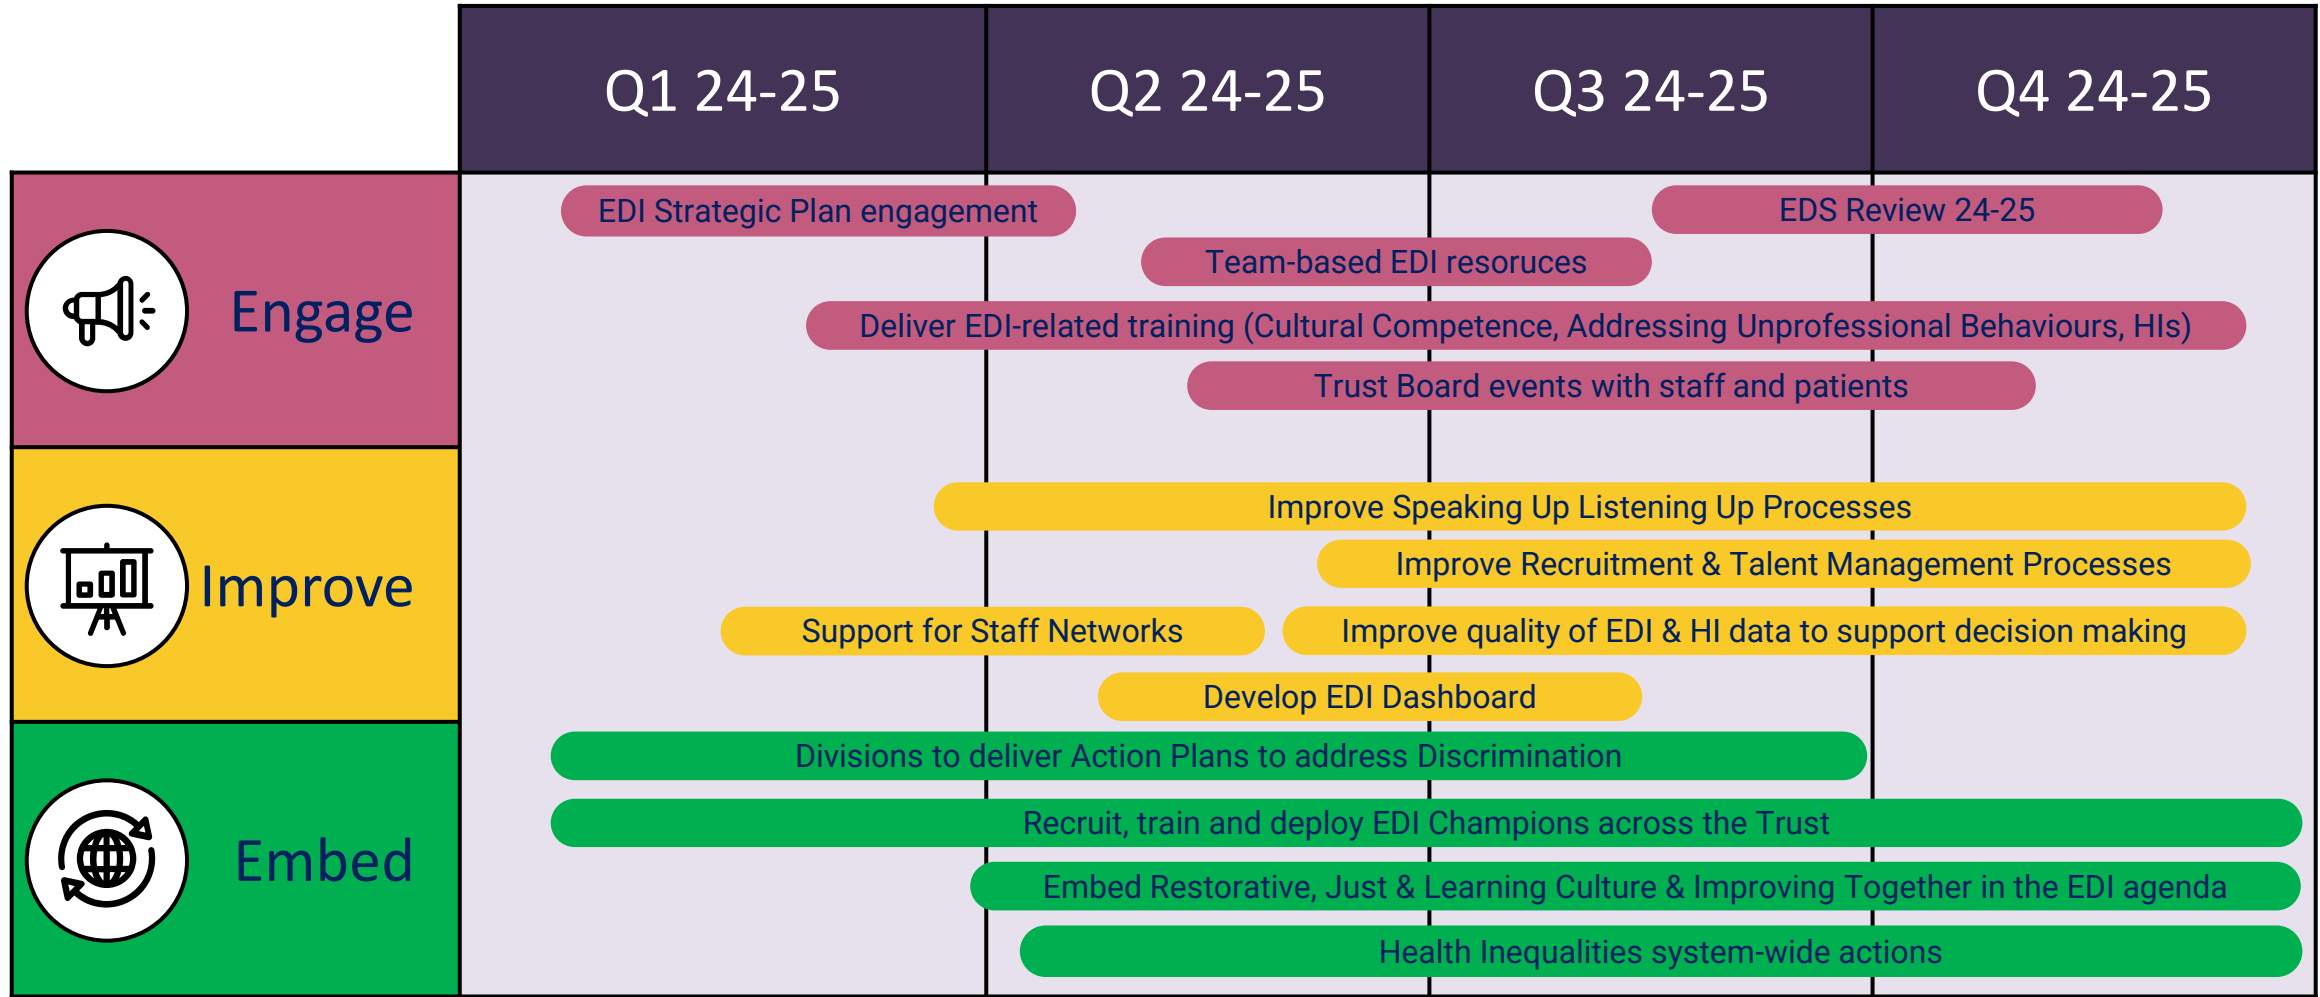 Q1 24-25
Q2 24-25
Q3 24-25
Q4 24-25
Engage
EDI Strategic Plan engagement
EDS Review 24-25
Team-based EDI resoruces
Deliver EDI-related training (Cultural Competence, Addressing Unprofessional Behaviours, HIs)
Trust Board events with staff and patients
Improve
Improve Speaking Up Listening Up Processes
Improve Recruitment & Talent Management Processes
Support for Staff Networks
Improve quality of EDI & HI data to support decision making
Develop EDI Dashboard
Embed
Divisions to deliver Action Plans to address Discrimination
Recruit, train and deploy EDI Champions across the Trust
Embed Restorative, Just & Learning Culture & Improving Together in the EDI agenda
Health Inequalities system-wide actions